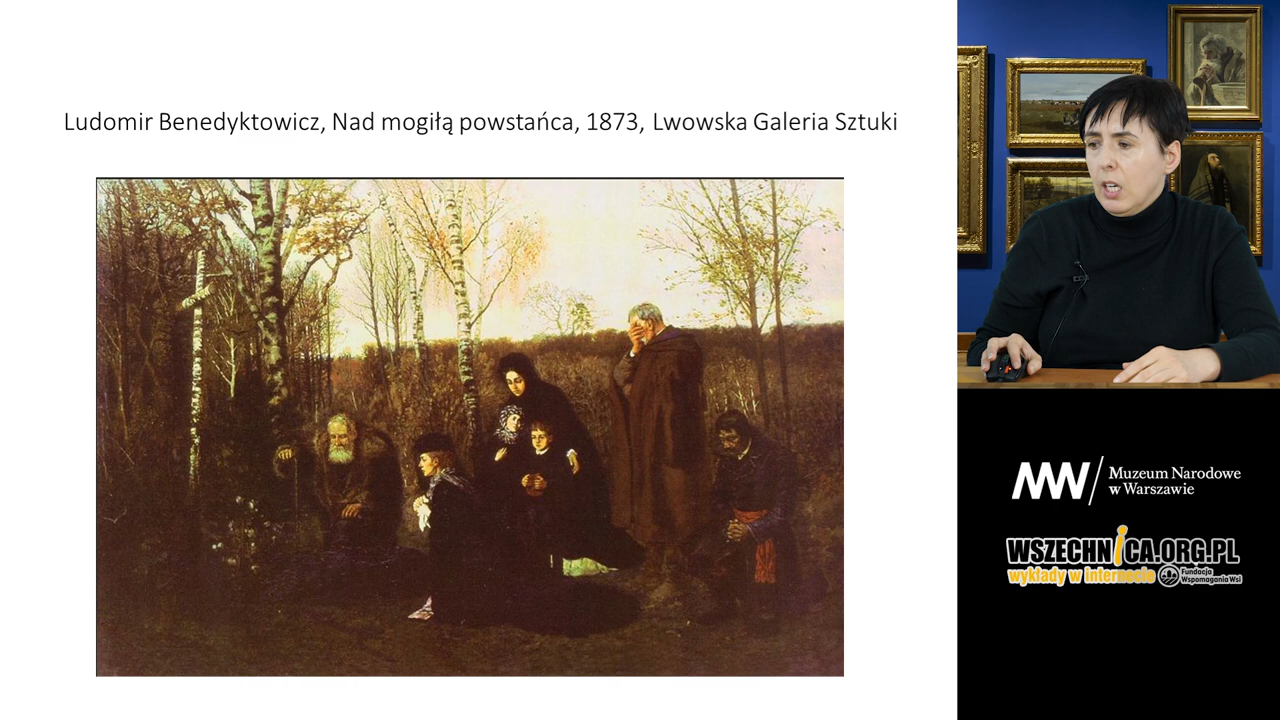 Ludomir Benedyktowicz, Nad mogiłą powstańca, 1873, Lwowska Galeria Sztuki
MW/ Muzeum Narodowe
w Warszawie
WSZECHNiCA.ORG.PL
wykłady w internecie
Fundacja
Wspomagania Wsi